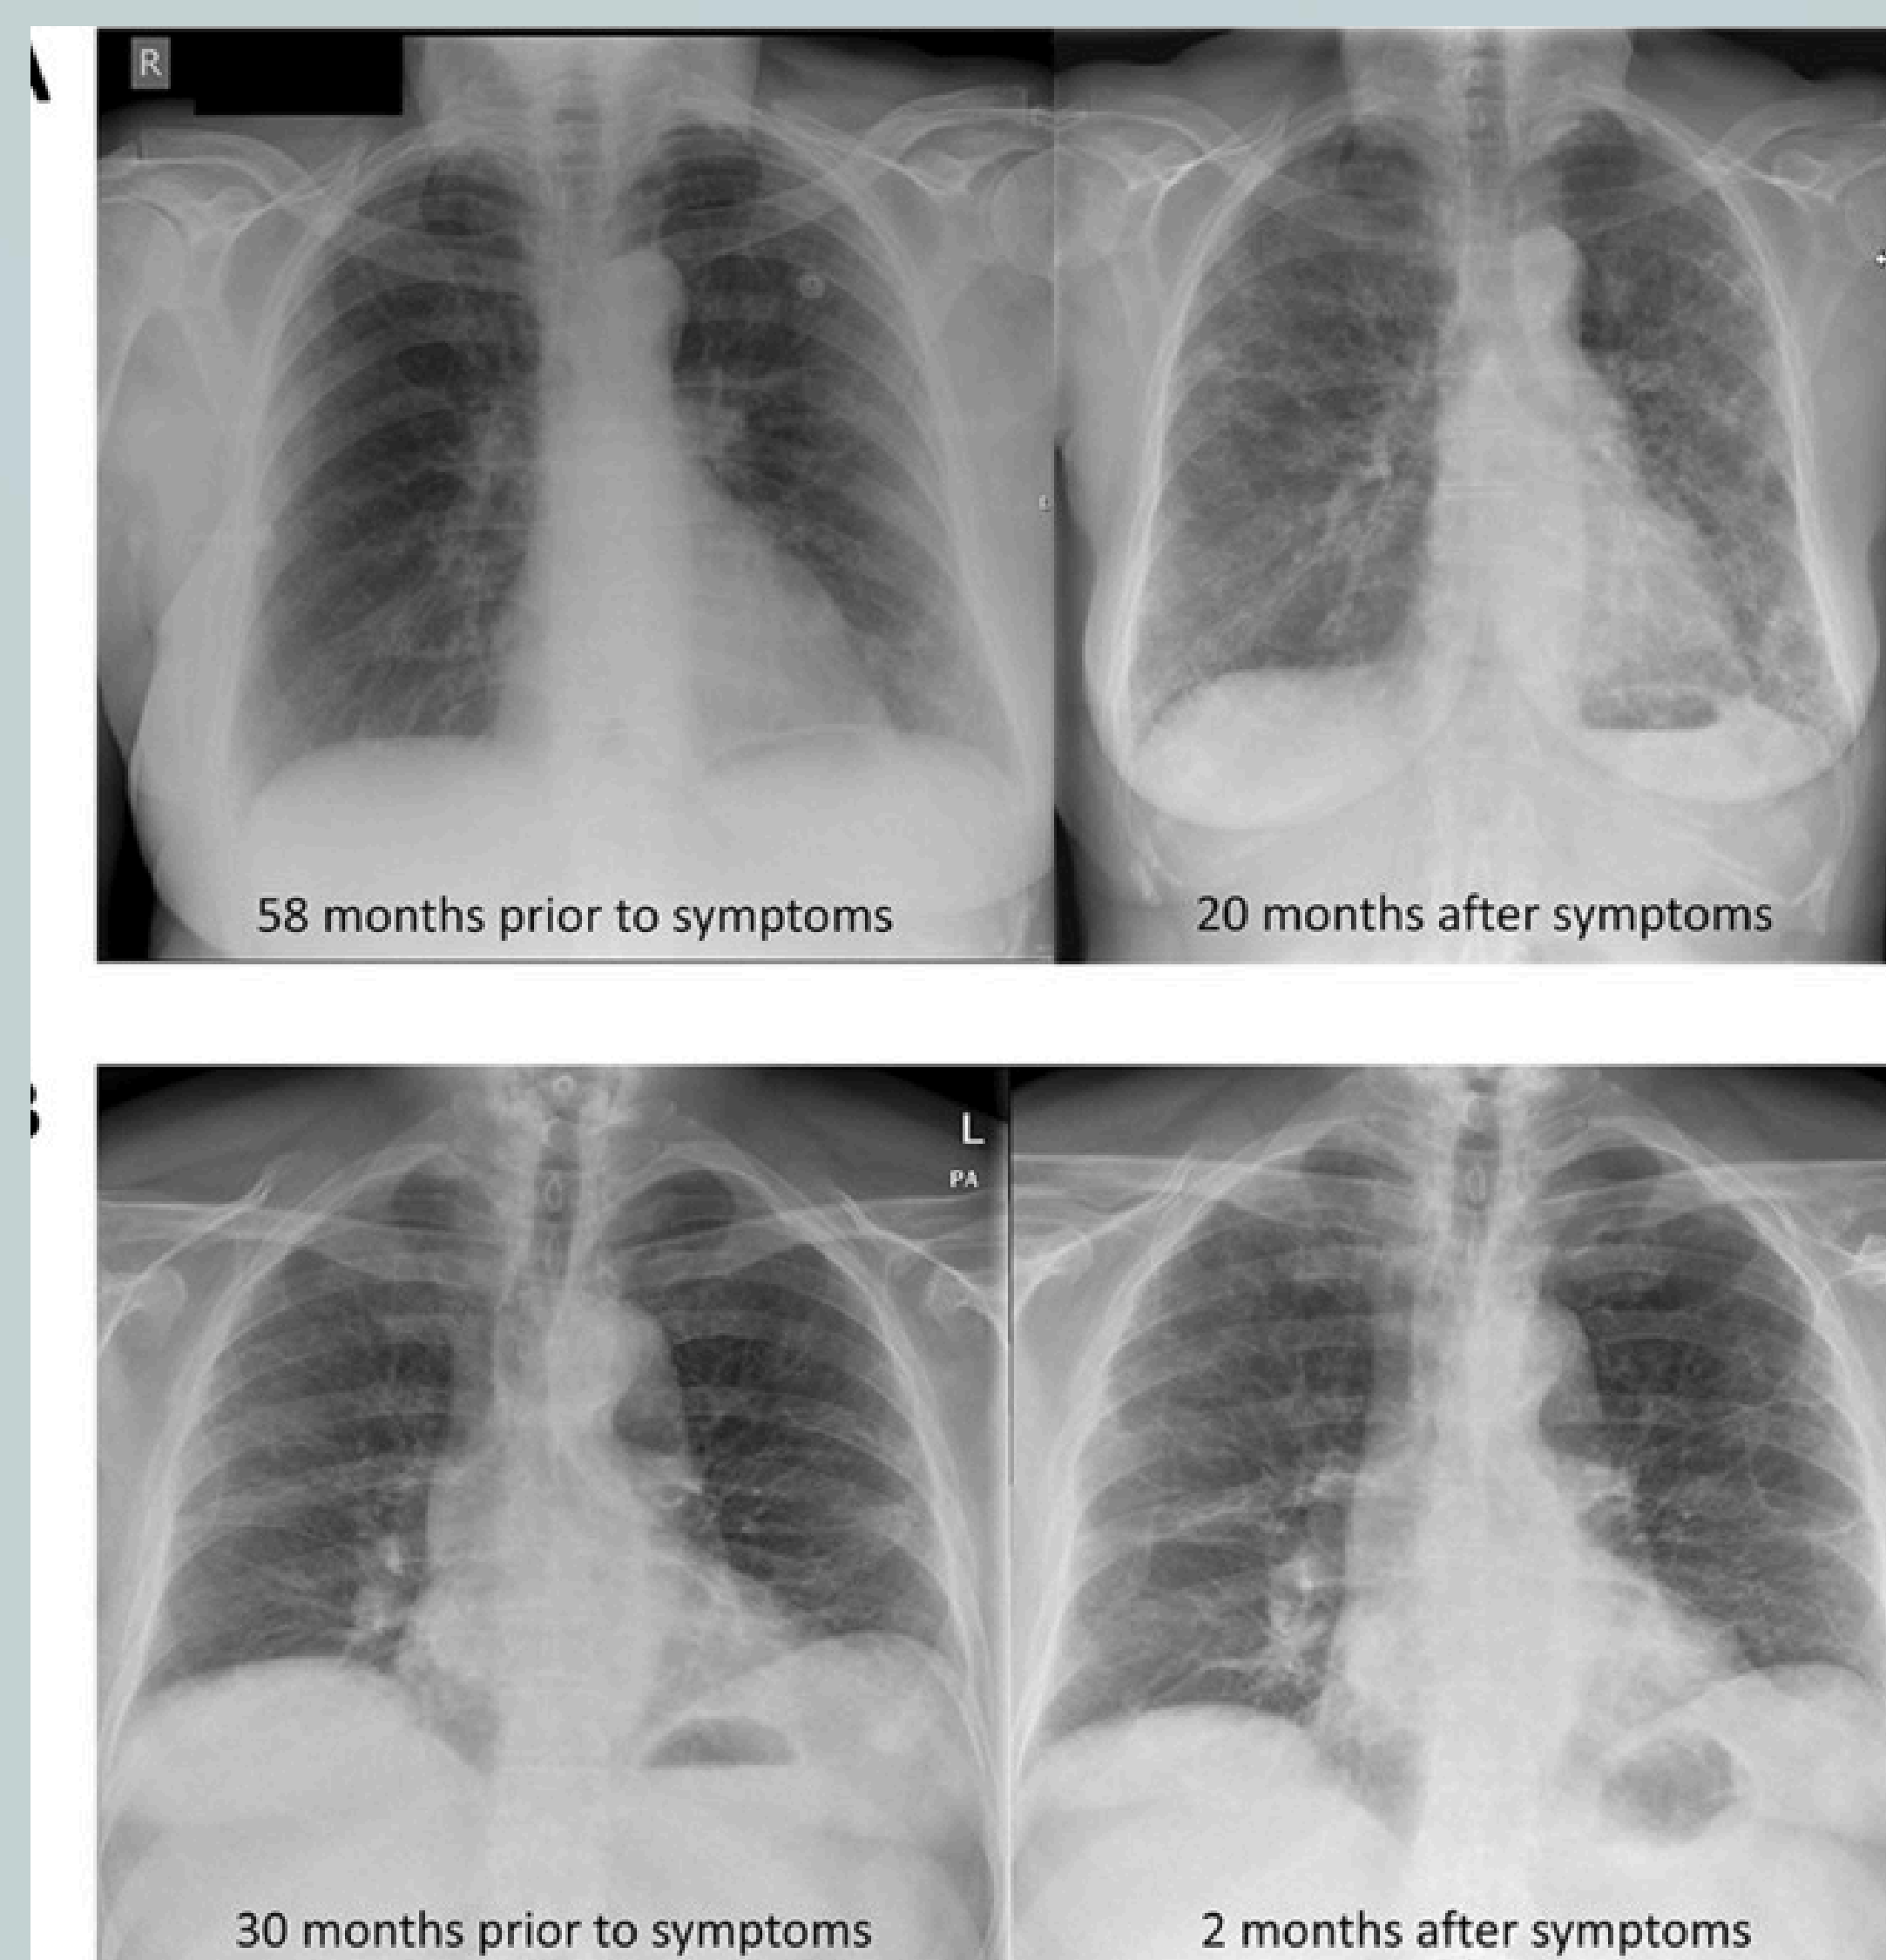 R
58 months prior to symptoms
20 months after symptoms
L
PA
30 months prior to symptoms
2 months after symptoms